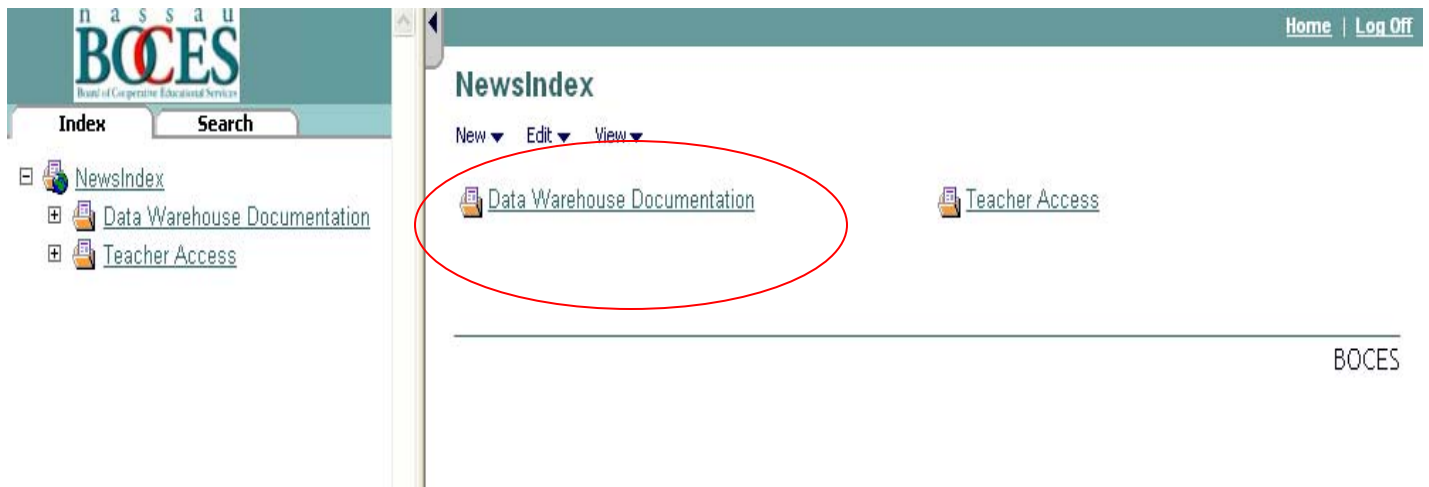 nassau
BOCES
Board of Cooperative Educational Services
Index Search
NewsIndex
Data Warehouse Documentation
Teacher Access
Home | Log Off
NewsIndex
New Edit View
Data Warehouse Documentation Teacher Access
BOCES